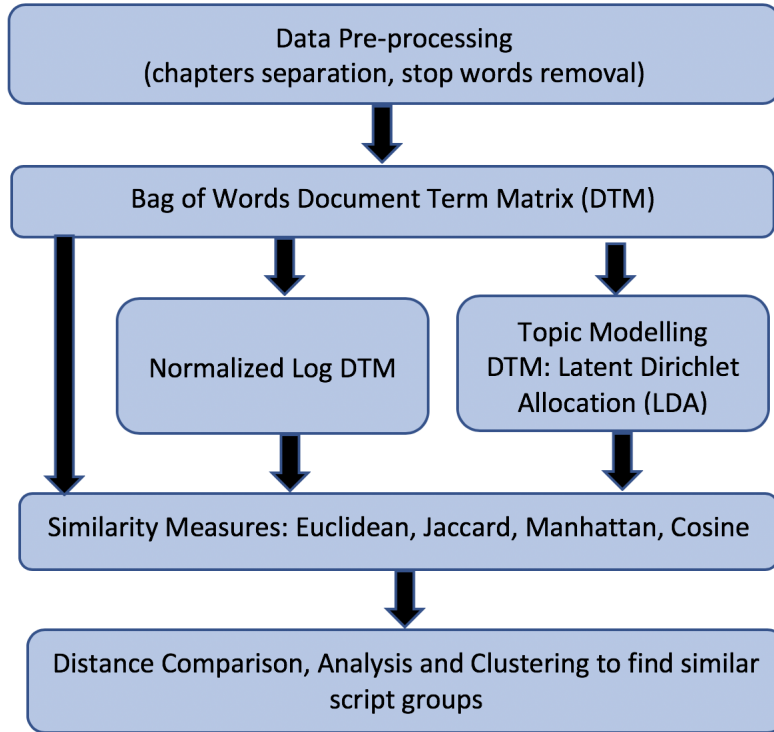 Data Pre-processing
(chapters separation, stop words removal)
Bag of Words Document Term Matrix (DTM)
Normalized Log DTM
Topic Modelling
DTM: Latent Dirichlet
Allocation (LDA)
Similarity Measures: Euclidean, Jaccard, Manhattan, Cosine
Distance Comparison, Analysis and Clustering to find similar
script groups